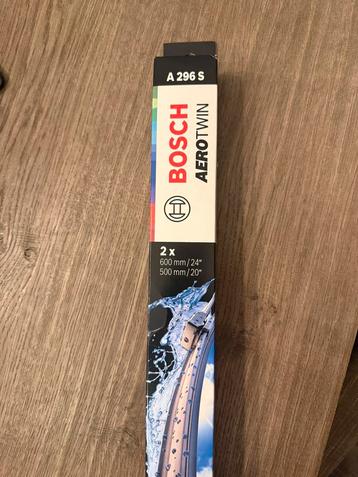 A 296 S
BOSCH
AEROTWIN
2 x
600 mm/24"
500 mm/20"